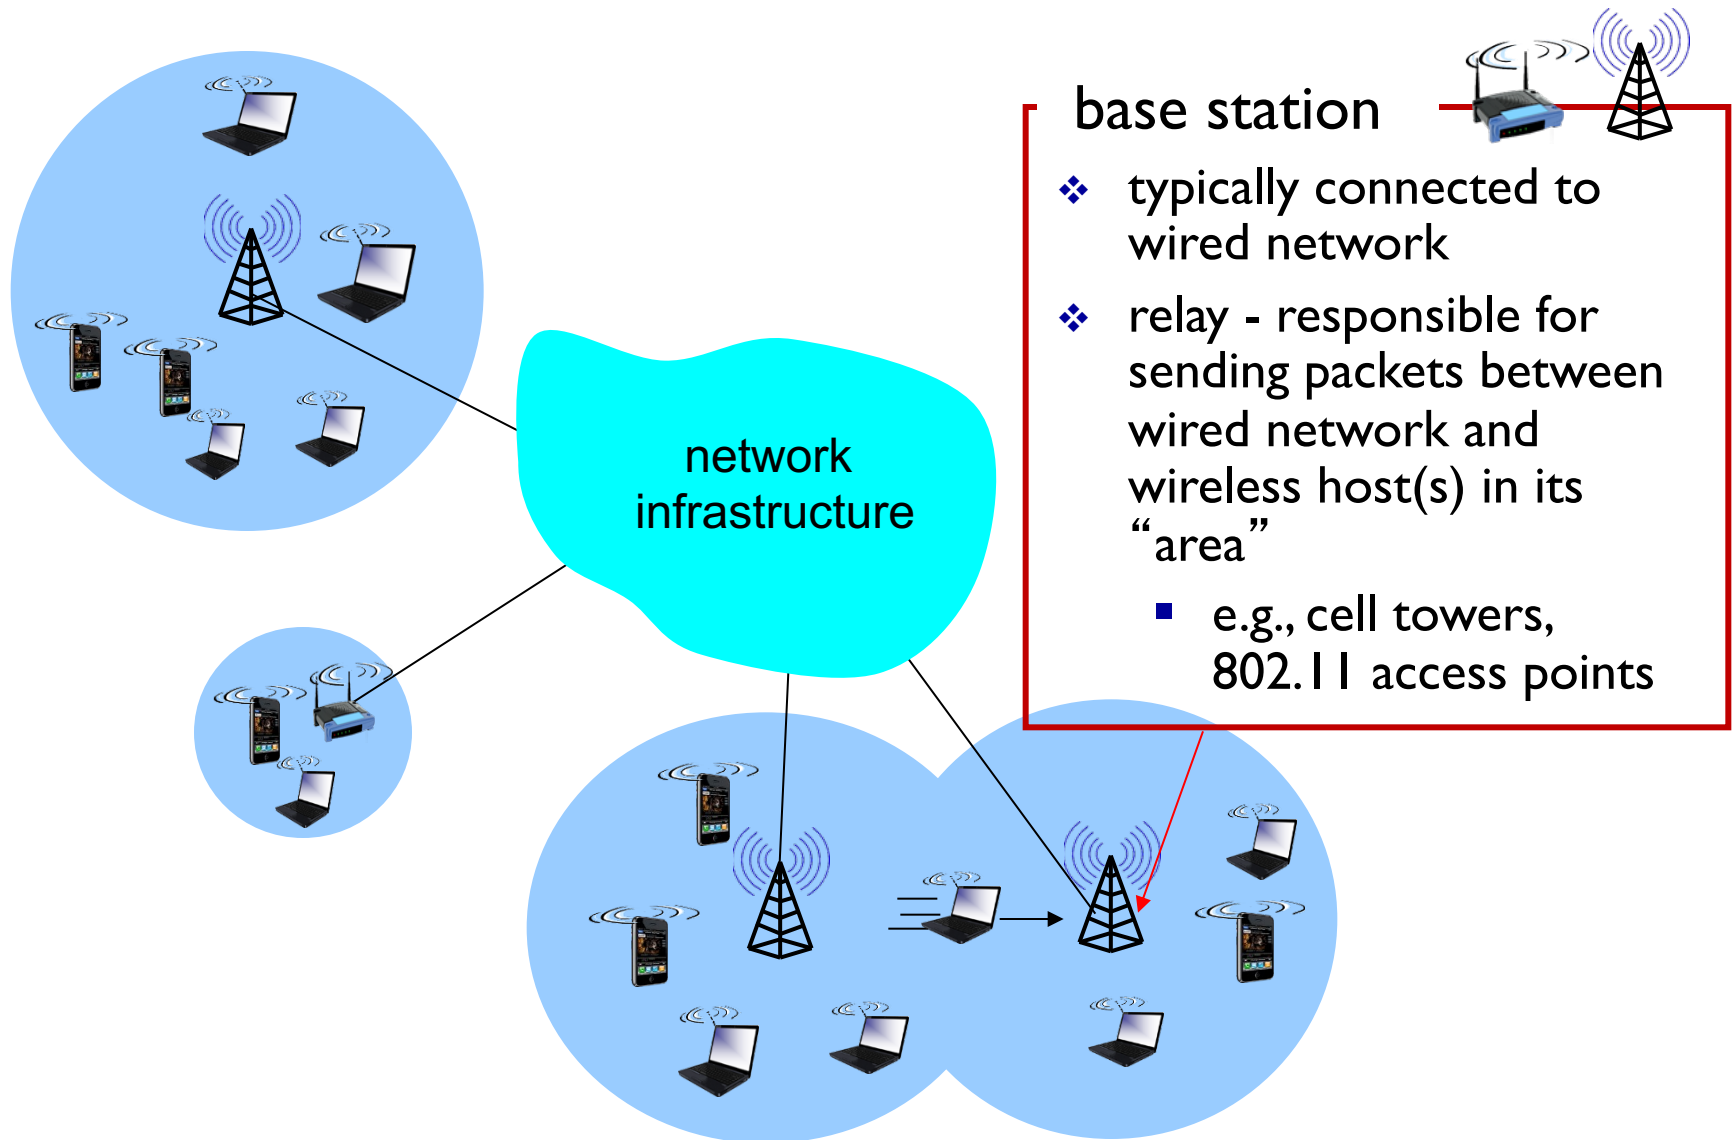 base station
❖ typically connected to
wired network
❖ relay - responsible for
sending packets between
wired network and
wireless host(s) in its
“area”
▪ e.g., cell towers,
802.11 access points
network
infrastructure